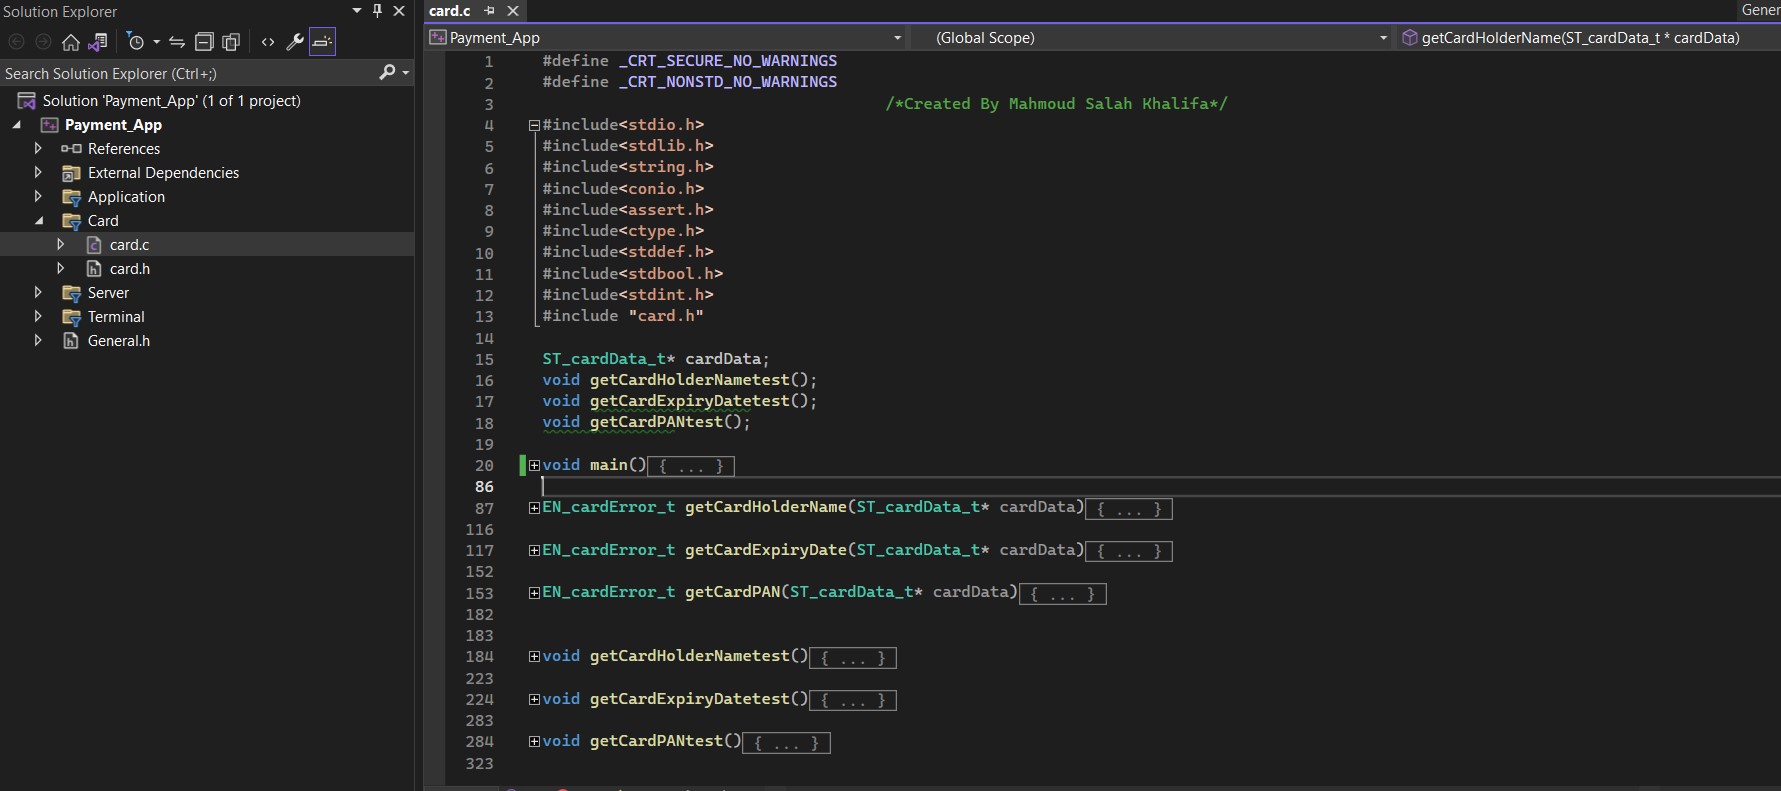 Solution Explorer
Search Solution Explorer (Ctrl+;)
Solution 'Payment_App' (1 of 1 project)
Payment_App
References
External Dependencies
Application
Card
card.c
card.h
Server
Terminal
General.h
card.c
Gener
Payment_App
(Global Scope)
getCardHolderName(ST_cardData_t * cardData)
1 #define _CRT_SECURE_NO_WARNINGS
2 #define _CRT_NONSTD_NO_WARNINGS
3 /*Created By Mahmoud Salah Khalifa*/
4 #include<stdio.h>
5 #include<stdlib.h>
6 #include<string.h>
7 #include<conio.h>
8 #include<assert.h>
9 #include<ctype.h>
10 #include<stddef.h>
11 #include<stdbool.h>
12 #include<stdint.h>
13 #include "card.h"
14
15 ST_cardData_t* cardData;
16 void getCardHolderNametest();
17 void getCardExpiryDatetest();
18 void getCardPANtest();
19
20 void main(){ ... }
86
87 EN_cardError_t getCardHolderName(ST_cardData_t* cardData){ ... }
116
117 EN_cardError_t getCardExpiryDate(ST_cardData_t* cardData){ ... }
152
153 EN_cardError_t getCardPAN(ST_cardData_t* cardData){ ... }
182
183
184 void getCardHolderNametest(){ ... }
223
224 void getCardExpiryDatetest(){ ... }
283
284 void getCardPANtest(){ ... }
323